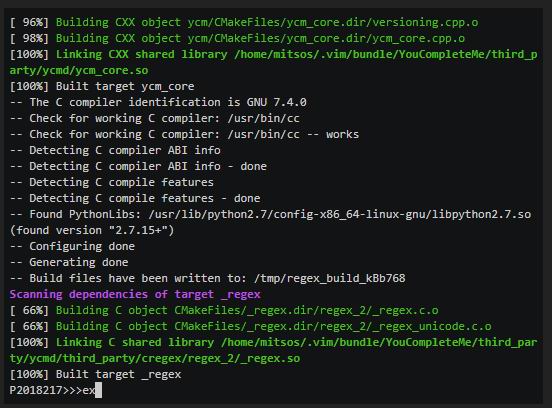 [ 96%] Building CXX object ycm/CMakeFiles/ycm_core.dir/versioning.cpp.o
[ 98%] Building CXX object ycm/CMakeFiles/ycm_core.dir/ycm_core.cpp.o
[100%] Linking CXX shared library /home/mitsos/.vim/bundle/YouCompleteMe/third_p
arty/ycmd/ycm_core.so
[100%] Built target ycm_core
-- The C compiler identification is GNU 7.4.0
-- Check for working C compiler: /usr/bin/cc
-- Check for working C compiler: /usr/bin/cc -- works
-- Detecting C compiler ABI info
-- Detecting C compiler ABI info - done
-- Detecting C compile features
-- Detecting C compile features - done
-- Found PythonLibs: /usr/lib/python2.7/config-x86_64-linux-gnu/libpython2.7.so
(found version "2.7.15+")
-- Configuring done
-- Generating done
-- Build files have been written to: /tmp/regex_build_kBb768
Scanning dependencies of target _regex
[ 66%] Building C object CMakeFiles/_regex.dir/regex_2/_regex.c.o
[ 66%] Building C object CMakeFiles/_regex.dir/regex_2/_regex_unicode.c.o
[100%] Linking C shared library /home/mitsos/.vim/bundle/YouCompleteMe/third_par
ty/ycmd/third_party/cregex/regex_2/_regex.so
[100%] Built target _regex
P2018217>>>ex